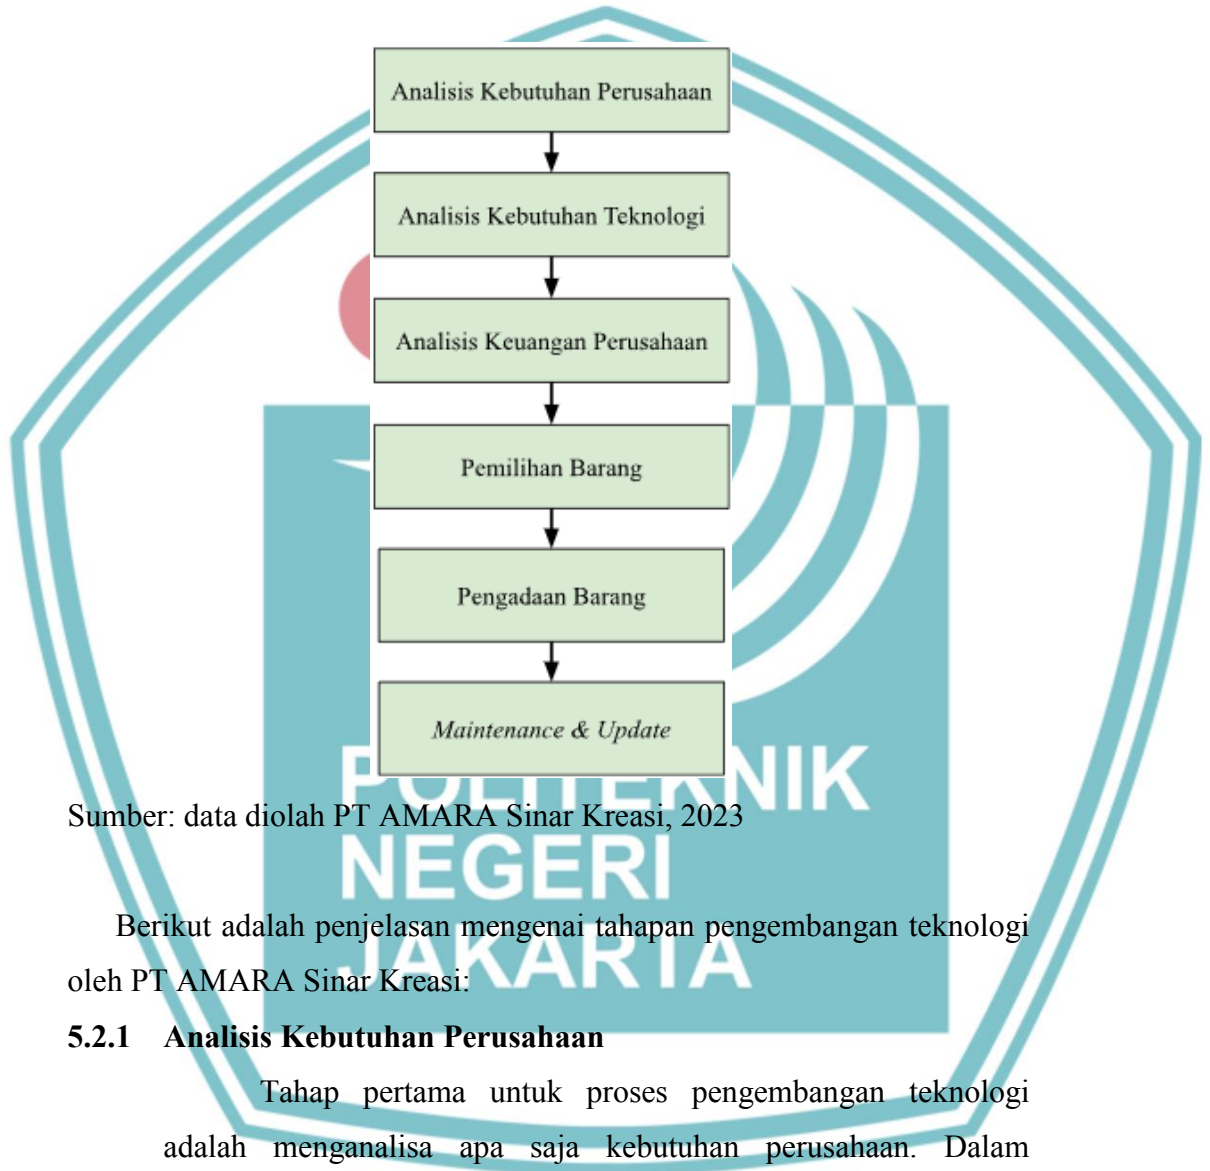 Analisis Kebutuhan Perusahaan
Analisis Kebutuhan Teknologi
Analisis Keuangan Perusahaan
Pemilihan Barang
Pengadaan Barang
Maintenance & Update
POLITEKNIK
Sumber: data diolah PT AMARA Sinar Kreasi, 2023
NEGERI
Berikut adalah penjelasan mengenai tahapan pengembangan teknologi
JAKARTA
oleh PT AMARA Sinar Kreasi:
5.2.1 Analisis Kebutuhan Perusahaan
Tahap pertama untuk proses pengembangan teknologi
adalah menganalisa apa saja kebutuhan perusahaan. Dalam